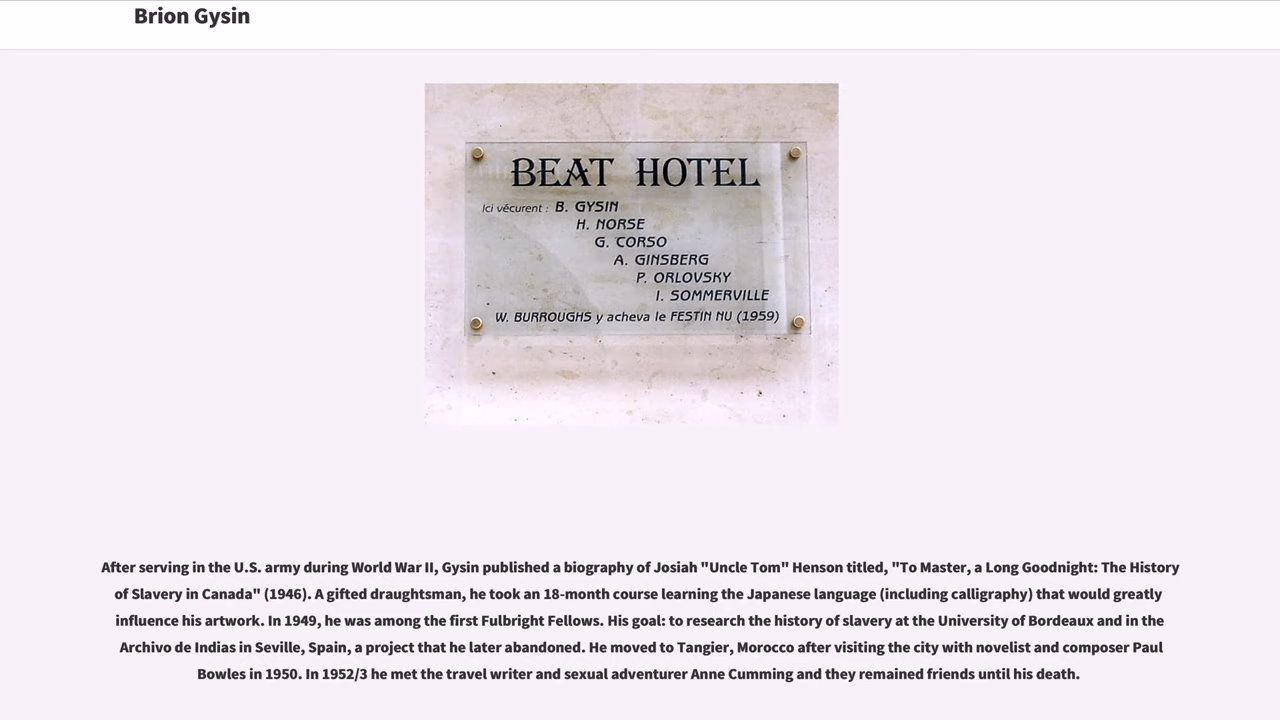 Brion Gysin
BEAT HOTEL
Ici vécurent : B. GYSIN
H. NORSE
G. CORSO
A. GINSBERG
P. ORLOVSKY
I. SOMMERVILLE
W. BURROUGHS y acheva le FESTIN NU (1959)
After serving in the U.S. army during World War II, Gysin published a biography of Josiah "Uncle Tom" Henson titled, "To Master, a Long Goodnight: The History
of Slavery in Canada" (1946). A gifted draughtsman, he took an 18-month course learning the Japanese language (including calligraphy) that would greatly
influence his artwork. In 1949, he was among the first Fulbright Fellows. His goal: to research the history of slavery at the University of Bordeaux and in the
Archivo de Indias in Seville, Spain, a project that he later abandoned. He moved to Tangier, Morocco after visiting the city with novelist and composer Paul
Bowles in 1950. In 1952/3 he met the travel writer and sexual adventurer Anne Cumming and they remained friends until his death.